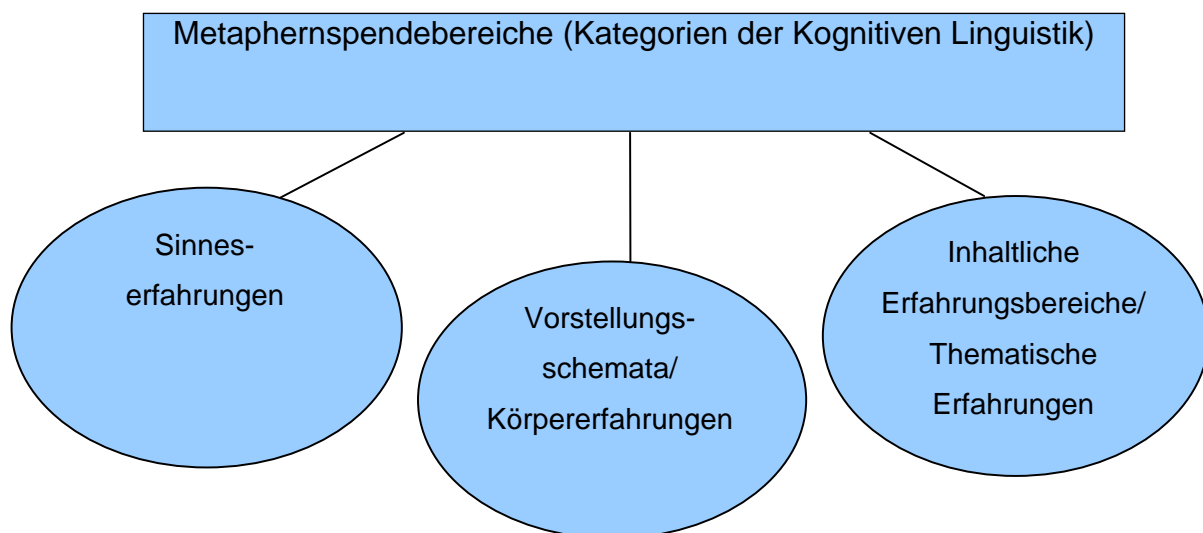 Metaphernspendebereiche (Kategorien der Kognitiven Linguistik)
Sinnes-
erfahrungen
Vorstellungs-
schemata/
Körpererfahrungen
Inhaltliche
Erfahrungsbereiche/
Thematische
Erfahrungen